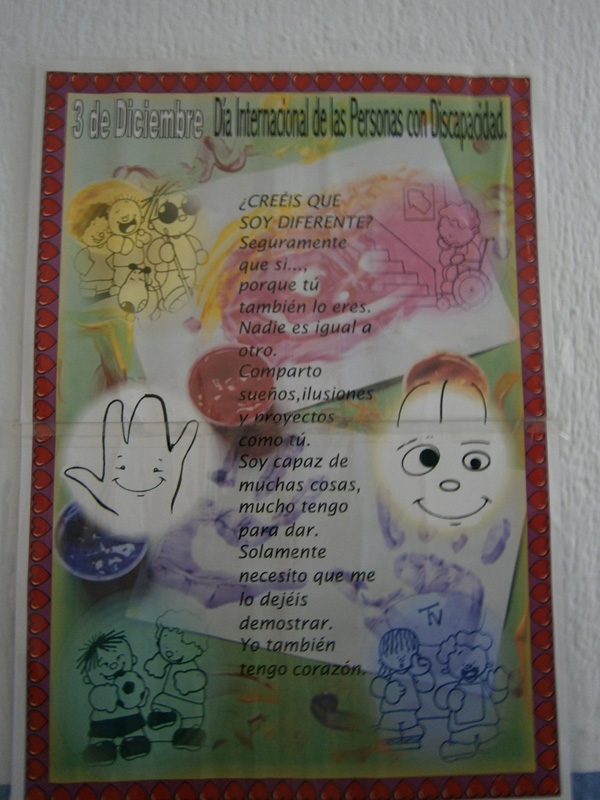 3 de Diciembre Día Internacional de las Personas con Discapacidad.
¿CREÉIS QUE
SOY DIFERENTE?
Seguramente
que si...,
porque tú
también lo eres.
Nadie es igual a
otro.
Comparto
sueños,ilusiones
y proyectos
como tú.
Soy capaz de
muchas cosas,
mucho tengo
para dar.
Solamente
necesito que me
lo dejéis
demostrar.
Yo también
tengo corazón.
TV